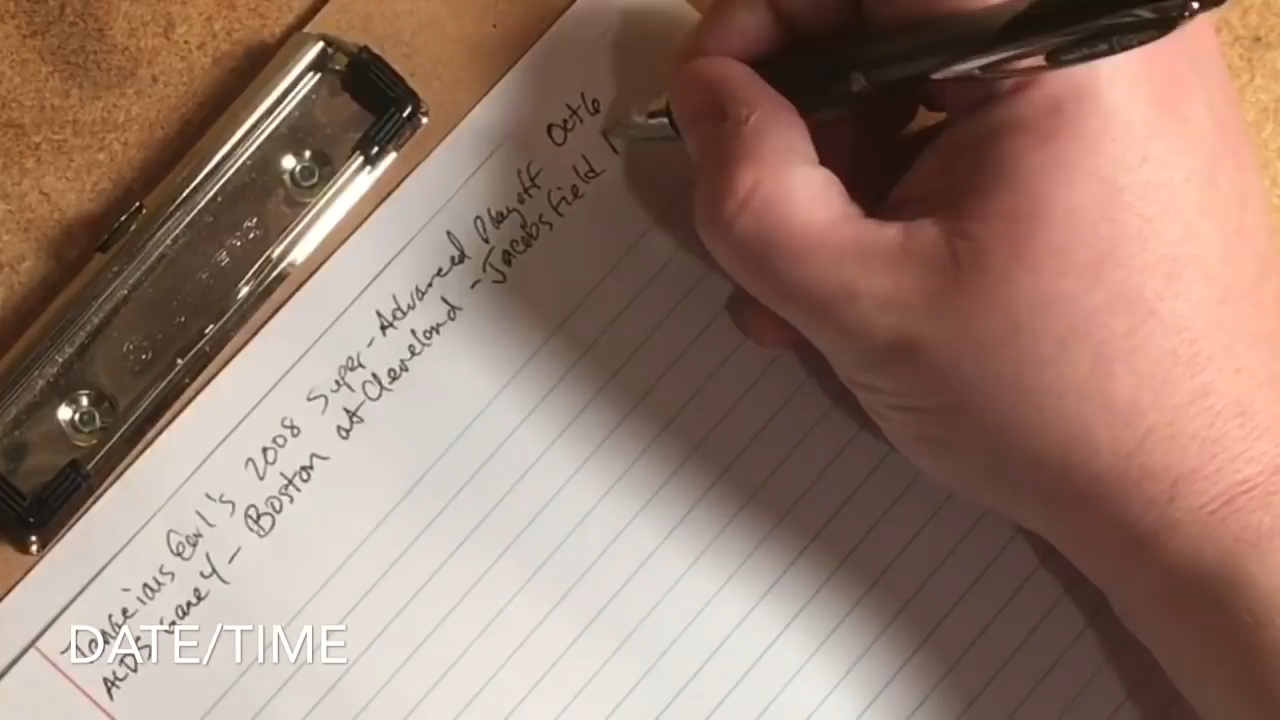 Tenacious Earl's 2008 Super-Advanced Playoff Oct 6
ALDS Game 4 - Boston at Cleveland - Jacobs Field
DATE/TIME